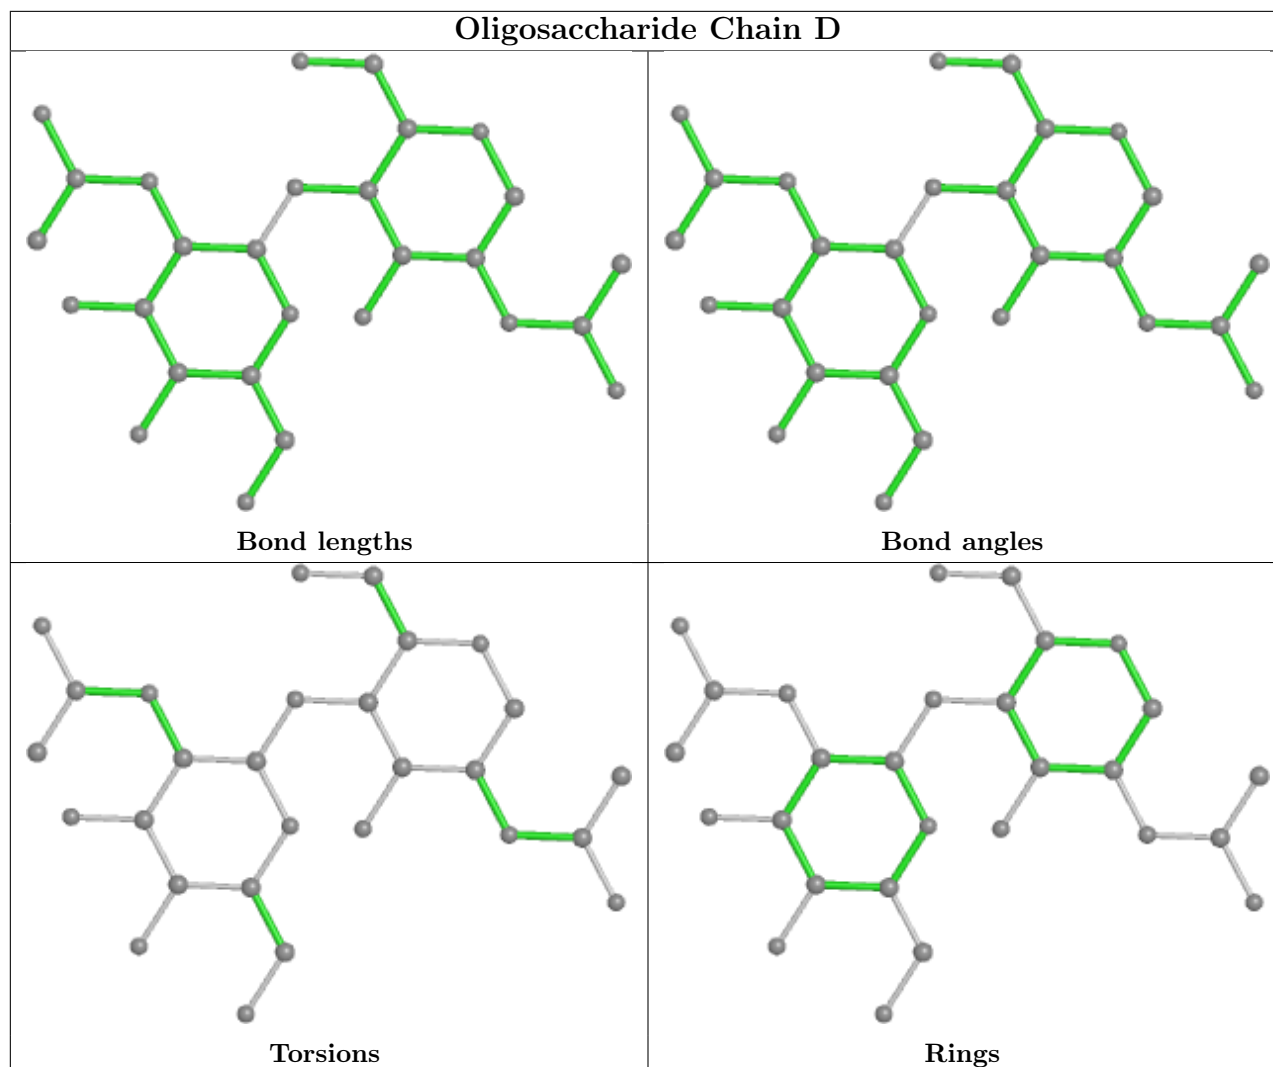 Oligosaccharide Chain D
Bond lengths
Bond angles
Torsions
Rings